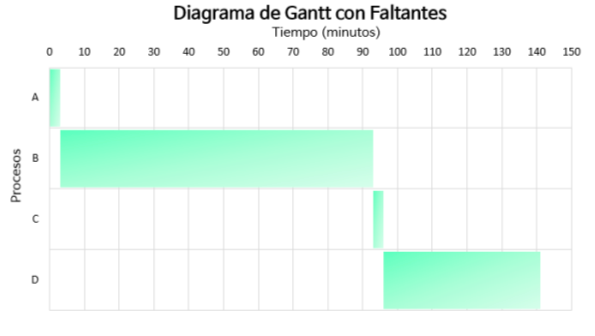 Diagrama de Gantt con Faltantes
Tiempo (minutos)
0 10 20 30 40 50 60 70 80 90 100 110 120 130 140 150
A
B
C
D
Procesos